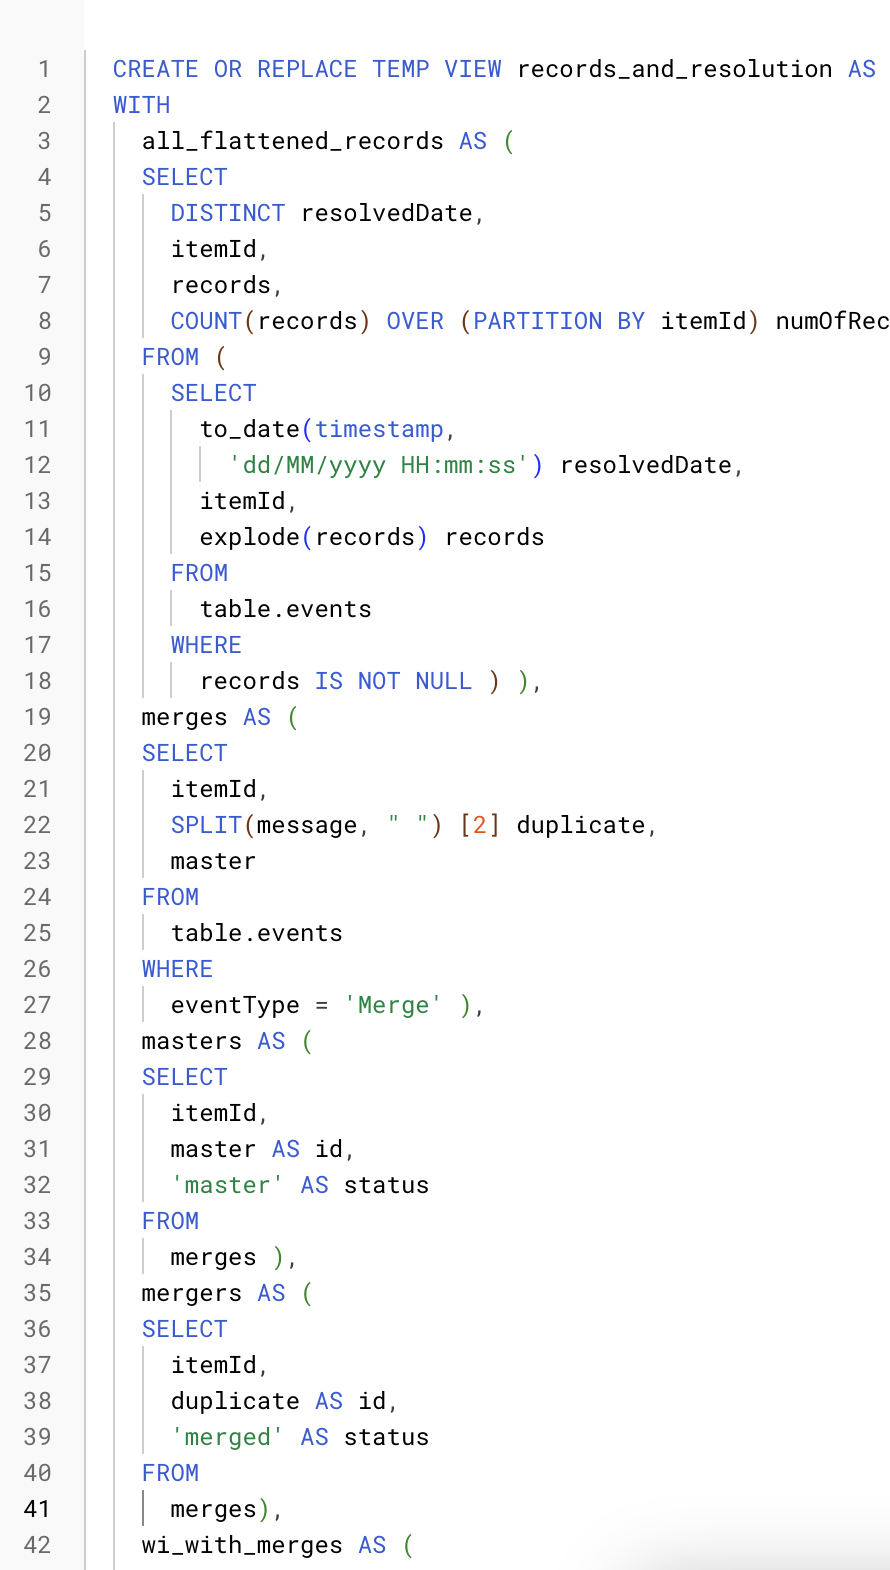 1 CREATE OR REPLACE TEMP VIEW records_and_resolution AS
2 WITH
3 all_flattened_records AS (
4 SELECT
5 DISTINCT resolvedDate,
6 itemId,
7 records,
8 COUNT(records) OVER (PARTITION BY itemId) numOfRec
9 FROM (
10 SELECT
11 to_date(timestamp,
12 'dd/MM/yyyy HH:mm:ss') resolvedDate,
13 itemId,
14 explode(records) records
15 FROM
16 table.events
17 WHERE
18 records IS NOT NULL ) ),
19 merges AS (
20 SELECT
21 itemId,
22 SPLIT(message, " ") [2] duplicate,
23 master
24 FROM
25 table.events
26 WHERE
27 eventType = 'Merge' ),
28 masters AS (
29 SELECT
30 itemId,
31 master AS id,
32 'master' AS status
33 FROM
34 merges ),
35 mergers AS (
36 SELECT
37 itemId,
38 duplicate AS id,
39 'merged' AS status
40 FROM
41 merges),
42 wi_with_merges AS (